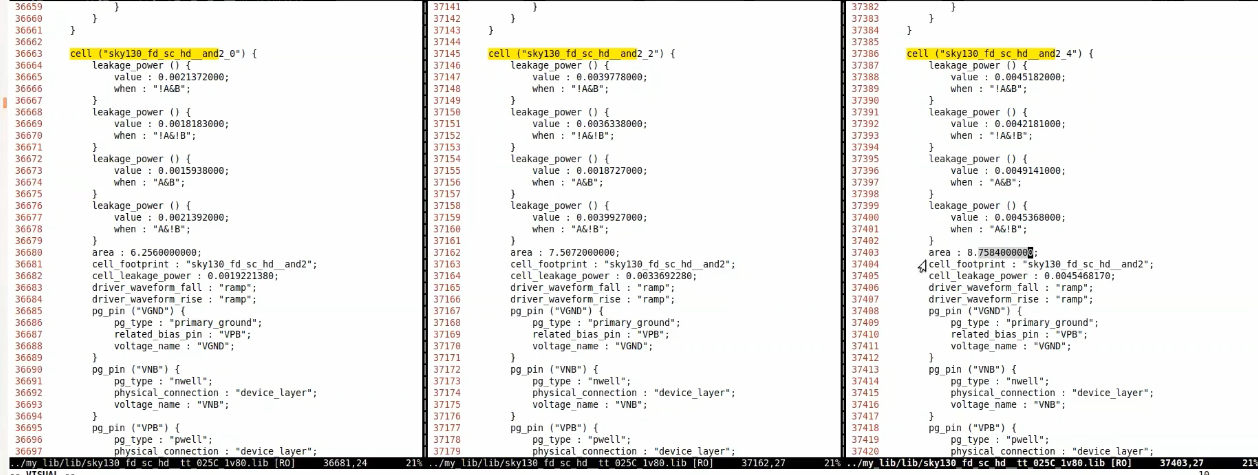 36659 }
36660 }
36661 }
36662
36663 cell ("sky130_fd_sc_hd__and2_0") {
36664 leakage_power () {
36665 value : 0.0021372000;
36666 when : "!A&B";
36667 }
36668 leakage_power () {
36669 value : 0.0018183000;
36670 when : "!A&!B";
36671 }
36672 leakage_power () {
36673 value : 0.0015938000;
36674 when : "A&B";
36675 }
36676 leakage_power () {
36677 value : 0.0021392000;
36678 when : "A&!B";
36679 }
36680 area : 6.2560000000;
36681 cell_footprint : "sky130_fd_sc_hd__and2";
36682 cell_leakage_power : 0.0019221380;
36683 driver_waveform_fall : "ramp";
36684 driver_waveform_rise : "ramp";
36685 pg_pin ("VGND") {
36686 pg_type : "primary_ground";
36687 related_bias_pin : "VPB";
36688 voltage_name : "VGND";
36689 }
36690 pg_pin ("VNB") {
36691 pg_type : "nwell";
36692 physical_connection : "device_layer";
36693 voltage_name : "VNB";
36694 }
36695 pg_pin ("VPB") {
36696 pg_type : "pwell";
36697 physical_connection : "device_layer";
../my_lib/lib/sky130_fd_sc_hd__tt_025C_1v80.lib [RO] 36681,24 21%
-- VISUAL --
37141 }
37142 }
37143 }
37144
37145 cell ("sky130_fd_sc_hd__and2_2") {
37146 leakage_power () {
37147 value : 0.0039778000;
37148 when : "!A&B";
37149 }
37150 leakage_power () {
37151 value : 0.0036338000;
37152 when : "!A&!B";
37153 }
37154 leakage_power () {
37155 value : 0.0018727000;
37156 when : "A&B";
37157 }
37158 leakage_power () {
37159 value : 0.0039927000;
37160 when : "A&!B";
37161 }
37162 area : 7.5072000000;
37163 cell_footprint : "sky130_fd_sc_hd__and2";
37164 cell_leakage_power : 0.0033692280;
37165 driver_waveform_fall : "ramp";
37166 driver_waveform_rise : "ramp";
37167 pg_pin ("VGND") {
37168 pg_type : "primary_ground";
37169 related_bias_pin : "VPB";
37170 voltage_name : "VGND";
37171 }
37172 pg_pin ("VNB") {
37173 pg_type : "nwell";
37174 physical_connection : "device_layer";
37175 voltage_name : "VNB";
37176 }
37177 pg_pin ("VPB") {
37178 pg_type : "pwell";
37179 physical_connection : "device_layer";
../my_lib/lib/sky130_fd_sc_hd__tt_025C_1v80.lib [RO] 37162,27 21%
37382 }
37383 }
37384 }
37385
37386 cell ("sky130_fd_sc_hd__and2_4") {
37387 leakage_power () {
37388 value : 0.0045182000;
37389 when : "!A&B";
37390 }
37391 leakage_power () {
37392 value : 0.0042181000;
37393 when : "!A&!B";
37394 }
37395 leakage_power () {
37396 value : 0.0049141000;
37397 when : "A&B";
37398 }
37399 leakage_power () {
37400 value : 0.0045368000;
37401 when : "A&!B";
37402 }
37403 area : 8.7584000000;
37404 cell_footprint : "sky130_fd_sc_hd__and2";
37405 cell_leakage_power : 0.0045468170;
37406 driver_waveform_fall : "ramp";
37407 driver_waveform_rise : "ramp";
37408 pg_pin ("VGND") {
37409 pg_type : "primary_ground";
37410 related_bias_pin : "VPB";
37411 voltage_name : "VGND";
37412 }
37413 pg_pin ("VNB") {
37414 pg_type : "nwell";
37415 physical_connection : "device_layer";
37416 voltage_name : "VNB";
37417 }
37418 pg_pin ("VPB") {
37419 pg_type : "pwell";
37420 physical_connection : "device_layer";
../my_lib/lib/sky130_fd_sc_hd__tt_025C_1v80.lib [RO] 37403,27 21%